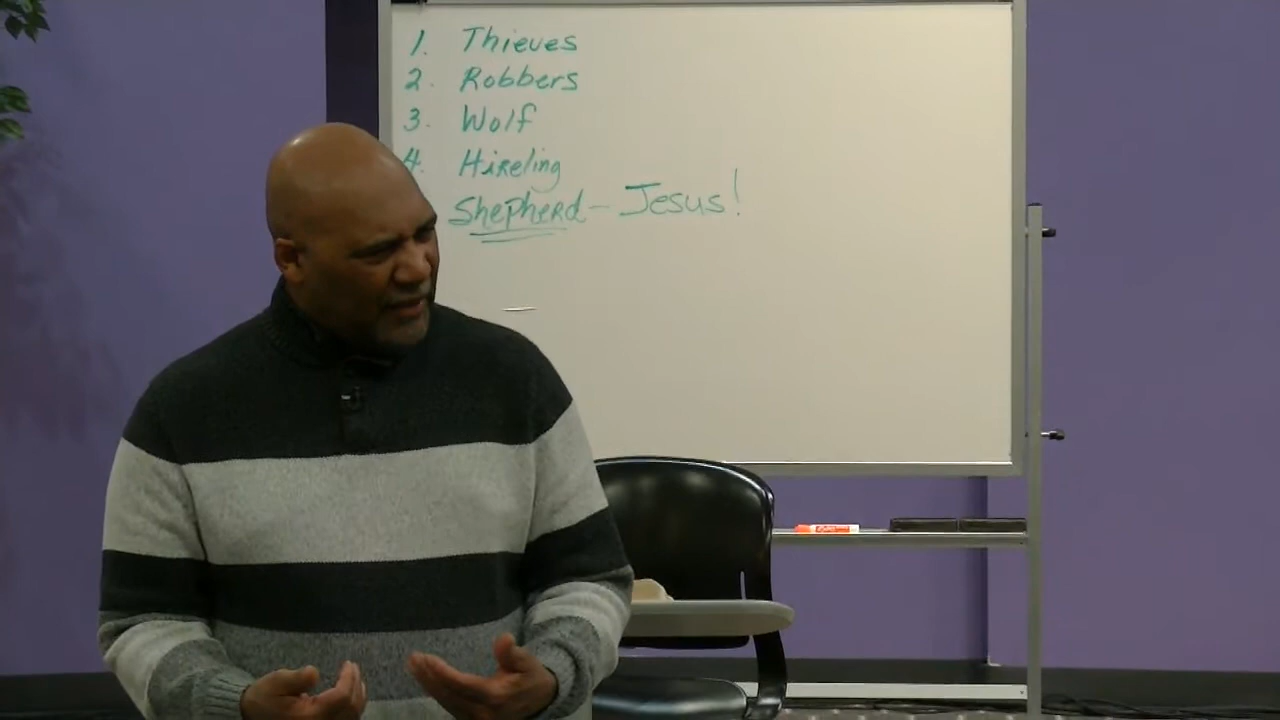 1. Thieves
2. Robbers
3. Wolf
4. Hireling
Shepherd - Jesus!